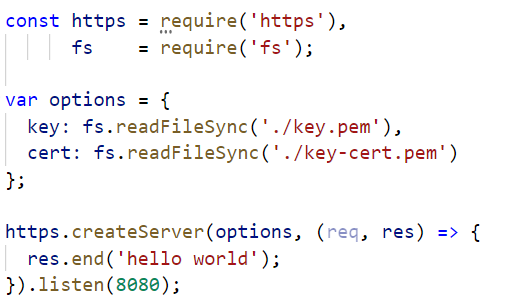 const https = require('https'),
      fs    = require('fs');

var options = {
  key: fs.readFileSync('./key.pem'),
  cert: fs.readFileSync('./key-cert.pem')
};

https.createServer(options, (req, res) => {
  res.end('hello world');
}).listen(8080);